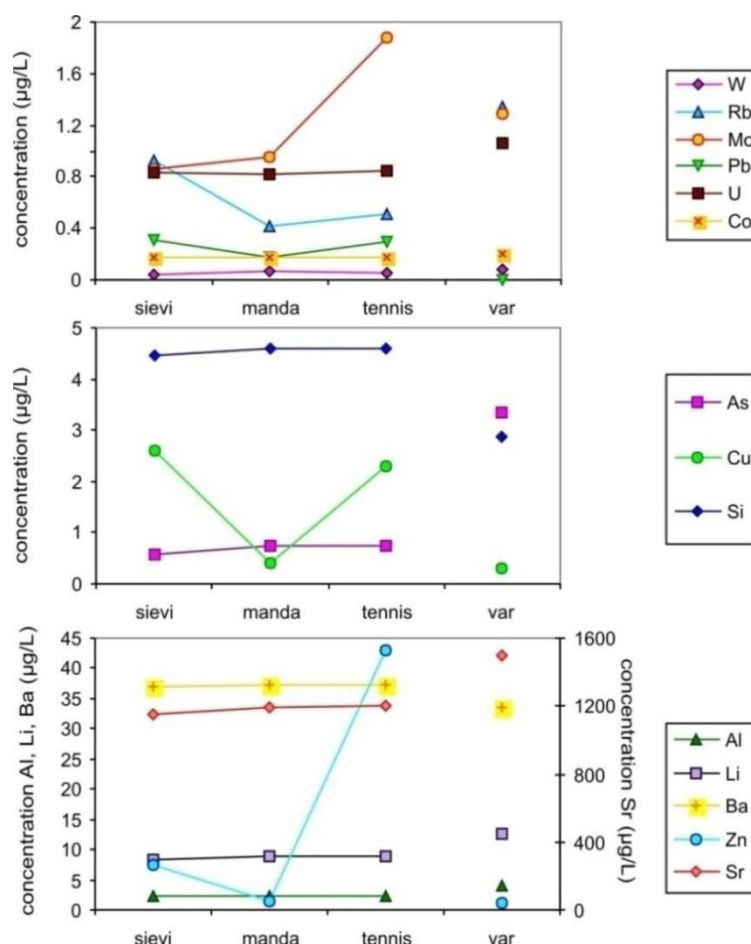 concentration (µg/L)
2
1.6
1.2
0.8
0.4
0
sievi manda tennis var
W
Rb
Mo
Pb
U
Co
concentration (µg/L)
5
4
3
2
1
0
sievi manda tennis var
As
Cu
Si
concentration Al, Li, Ba (µg/L)
45
40
35
30
25
20
15
10
5
0
sievi manda tennis var
1600
1200
800
400
0
concentration Sr (µg/L)
Al
Li
Ba
Zn
Sr